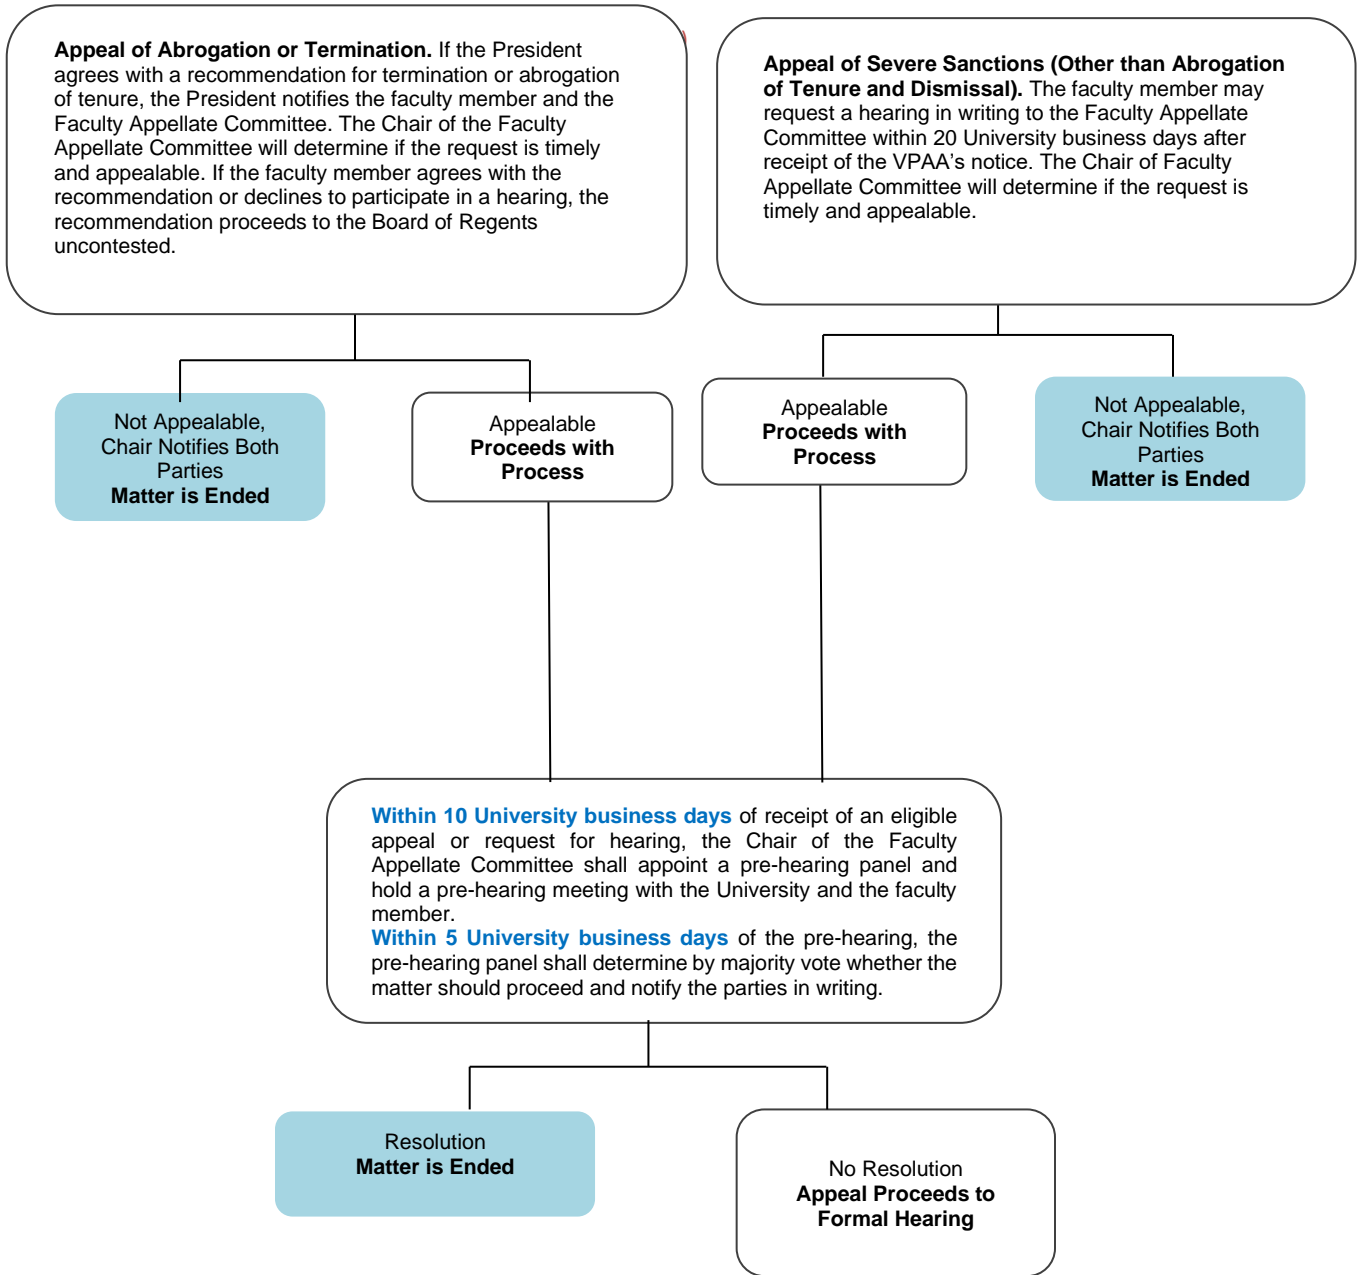 Appeal of Abrogation or Termination. If the President
agrees with a recommendation for termination or abrogation
of tenure, the President notifies the faculty member and the
Faculty Appellate Committee. The Chair of the Faculty
Appellate Committee will determine if the request is timely
and appealable. If the faculty member agrees with the
recommendation or declines to participate in a hearing, the
recommendation proceeds to the Board of Regents
uncontested.
Appeal of Severe Sanctions (Other than Abrogation
of Tenure and Dismissal). The faculty member may
request a hearing in writing to the Faculty Appellate
Committee within 20 University business days after
receipt of the VPAA’s notice. The Chair of Faculty
Appellate Committee will determine if the request is
timely and appealable.
Not Appealable,
Chair Notifies Both
Parties
Matter is Ended
Appealable
Proceeds with
Process
Appealable
Proceeds with
Process
Not Appealable,
Chair Notifies Both
Parties
Matter is Ended
Within 10 University business days of receipt of an eligible
appeal or request for hearing, the Chair of the Faculty
Appellate Committee shall appoint a pre-hearing panel and
hold a pre-hearing meeting with the University and the faculty
member.
Within 5 University business days of the pre-hearing, the
pre-hearing panel shall determine by majority vote whether the
matter should proceed and notify the parties in writing.
Resolution
Matter is Ended
No Resolution
Appeal Proceeds to
Formal Hearing